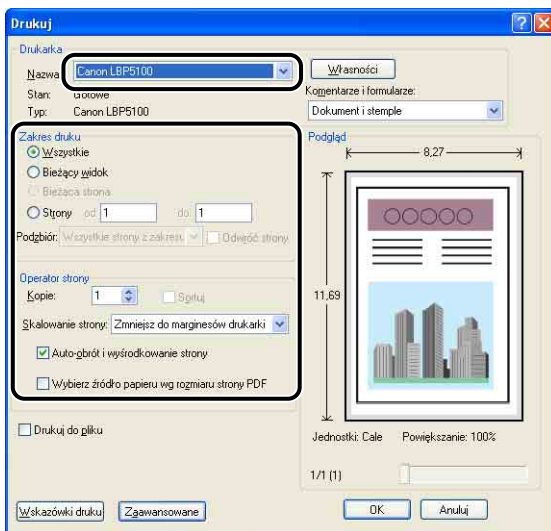 Drukuj
Drukarka
Nazwa Canon LBP5100 Własności
Stan: Gotowe Komentarze i formularze:
Typ: Canon LBP5100 Dokument i stemple
Zakres druku Podgląd
Wszystkie 8,27
Bieżący widok
Bieżąca strona
Strony od 1 do: 1
Podzbiór: Wszystkie strony z zakresu Odwróć strony
Operator strony
Kopie: 1 Sortuj 11,69
Skalowanie strony: Zmniejsz do marginesów drukarki
Auto-obrót i wyśrodkowanie strony
Wybierz źródło papieru wg rozmiaru strony PDF
Drukuj do pliku Jednostki: Cale Powiększanie: 100%
1/1 (1)
Wskazówki druku Zaawansowane OK Anuluj